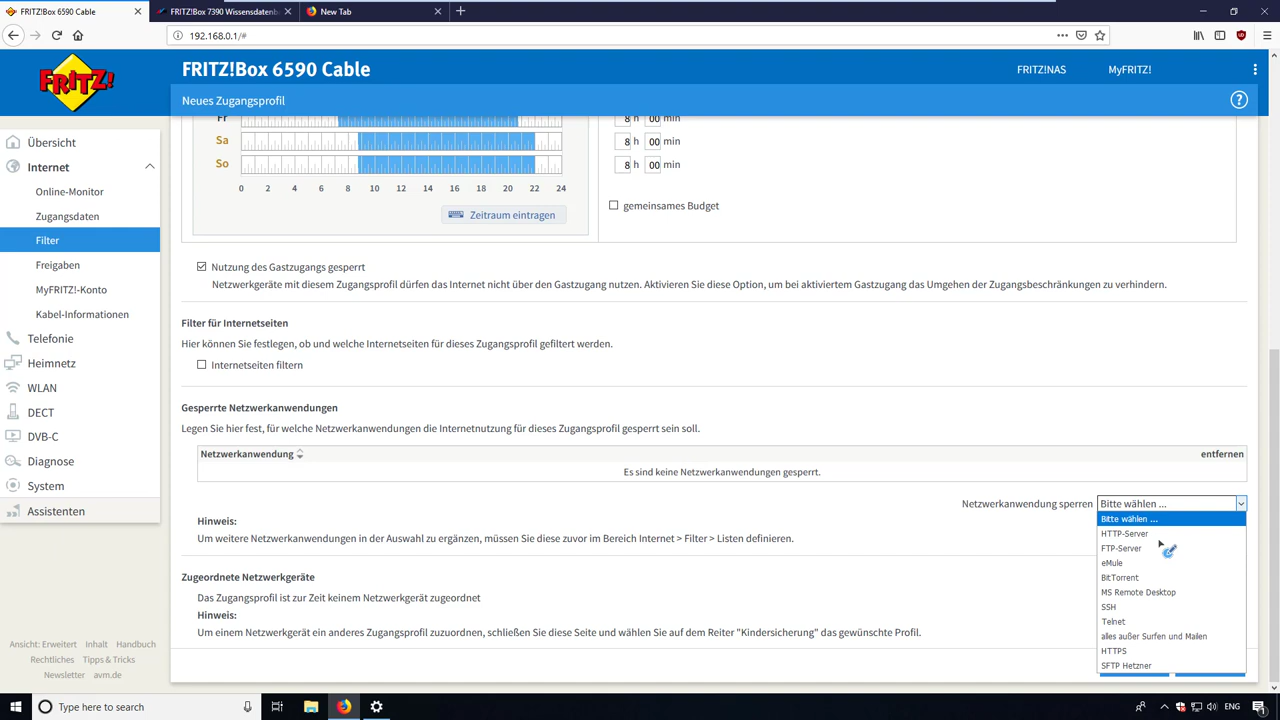 FRITZ!Box 6590 Cable
FRITZ!Box 7390 Wissensdatenb
New Tab
192.168.0.1/#
FRITZ!
FRITZ!Box 6590 Cable
FRITZ!NAS
MyFRITZ!
Neues Zugangsprofil
Übersicht
Internet
Online-Monitor
Zugangsdaten
Filter
Freigaben
MyFRITZ!-Konto
Kabel-Informationen
Telefonie
Heimnetz
WLAN
DECT
DVB-C
Diagnose
System
Assistenten
Ansicht: Erweitert Inhalt Handbuch
Rechtliches Tipps & Tricks
Newsletter avm.de
Fr
8 h 00 min
Sa
8 h 00 min
So
8 h 00 min
0 2 4 6 8 10 12 14 16 18 20 22 24
Zeitraum eintragen
gemeinsames Budget
Nutzung des Gastzugangs gesperrt
Netzwerkgeräte mit diesem Zugangsprofil dürfen das Internet nicht über den Gastzugang nutzen. Aktivieren Sie diese Option, um bei aktiviertem Gastzugang das Umgehen der Zugangsbeschränkungen zu verhindern.
Filter für Internetseiten
Hier können Sie festlegen, ob und welche Internetseiten für dieses Zugangsprofil gefiltert werden.
Internetseiten filtern
Gesperrte Netzwerkanwendungen
Legen Sie hier fest, für welche Netzwerkanwendungen die Internetnutzung für dieses Zugangsprofil gesperrt sein soll.
Netzwerkanwendung entfernen
Es sind keine Netzwerkanwendungen gesperrt.
Netzwerkanwendung sperren Bitte wählen ...
Bitte wählen ...
HTTP-Server
FTP-Server
eMule
BitTorrent
MS Remote Desktop
SSH
Telnet
alles außer Surfen und Mailen
HTTPS
SFTP Hetzner
Hinweis:
Um weitere Netzwerkanwendungen in der Auswahl zu ergänzen, müssen Sie diese zuvor im Bereich Internet > Filter > Listen definieren.
Zugeordnete Netzwerkgeräte
Das Zugangsprofil ist zur Zeit keinem Netzwerkgerät zugeordnet
Hinweis:
Um einem Netzwerkgerät ein anderes Zugangsprofil zuzuordnen, schließen Sie diese Seite und wählen Sie auf dem Reiter "Kindersicherung" das gewünschte Profil.
Type here to search
ENG